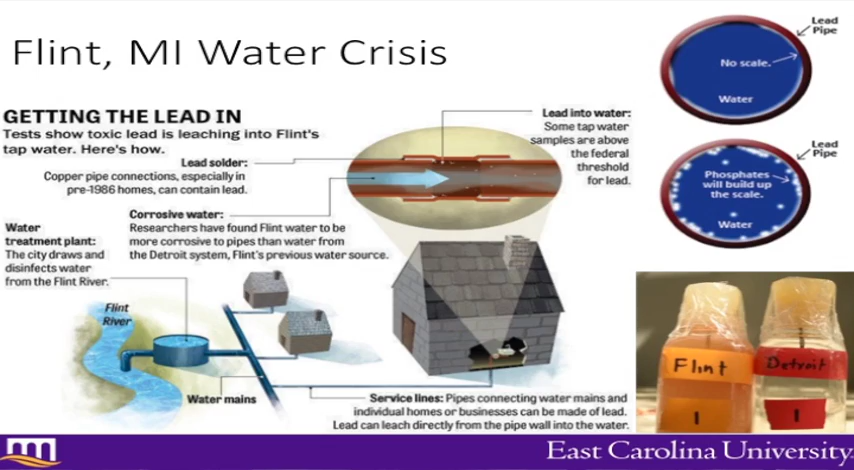 Flint, MI Water Crisis
GETTING THE LEAD IN
Tests show toxic lead is leaching into Flint's
tap water. Here's how.
Lead solder:
Copper pipe connections, especially in
pre-1986 homes, can contain lead.
Corrosive water:
Researchers have found Flint water to be
more corrosive to pipes than water from
the Detroit system, Flint's previous water source.
Water
treatment plant:
The city draws and
disinfects water
from the Flint River.
Flint
River
Water mains
Lead into water:
Some tap water
samples are above
the federal
threshold
for lead.
Service lines: Pipes connecting water mains and
individual homes or businesses can be made of lead.
Lead can leach directly from the pipe wall into the water.
Lead
Pipe
No scale.
Water
Lead
Pipe
Phosphates
will build up
the scale.
Water
Flint
1
Detroit
1
East Carolina University